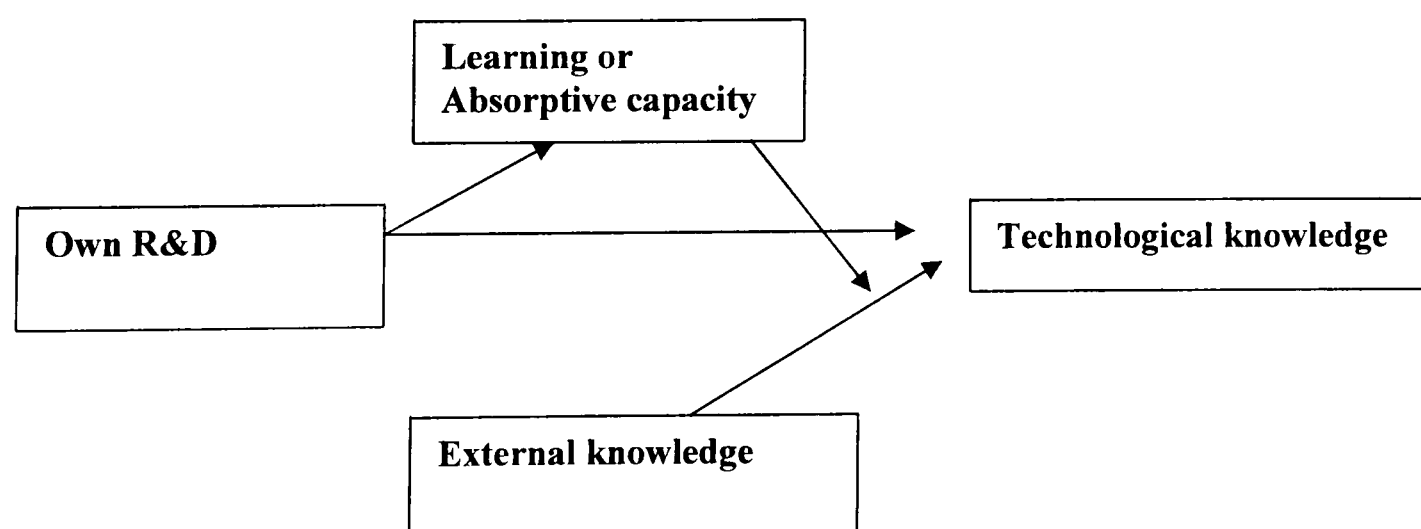 Learning or
Absorptive capacity
Own R&D
Technological knowledge
External knowledge